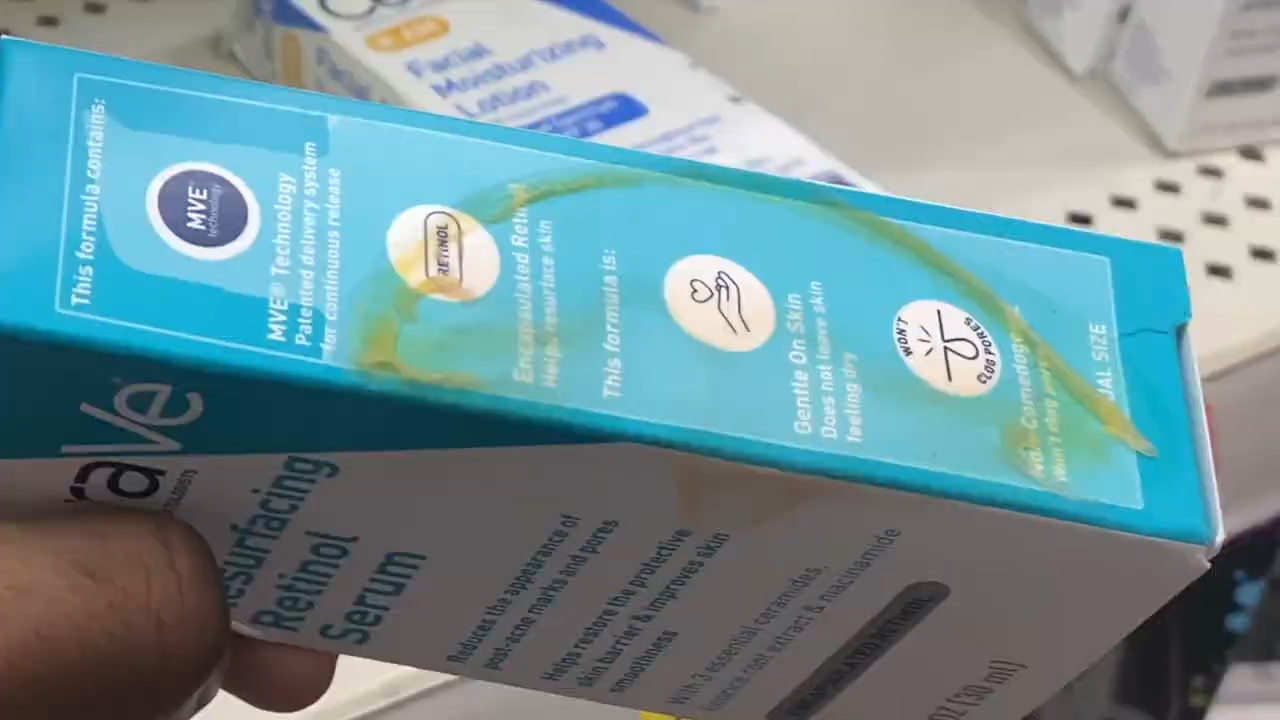 Facial
Moisturizing
Lotion
This formula contains:
MVE
technology
MVE® Technology
Patented delivery system
for continuous release
RETINOL
Encapsulated
Helps resurface skin
This formula is:
Gentle On Skin
Does not leave skin
feeling dry
WON'T
CLOG PORES
SIZE
raVe
Retinol
Serum
Reduces the appearance of
post-acne marks and pores
Helps restore the protective
skin barrier & improves skin
smoothness
With 3 essential ceramides,
licorice root extract & niacinamide
ENCAPSULATED RETINOL
OZ (30 ml)